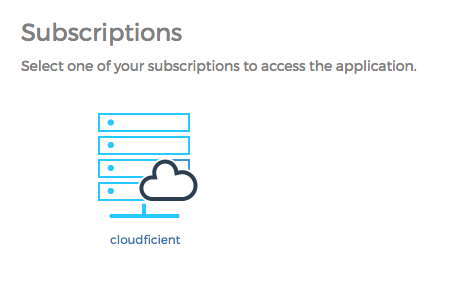 Subscriptions
Select one of your subscriptions to access the application.
cloudficient